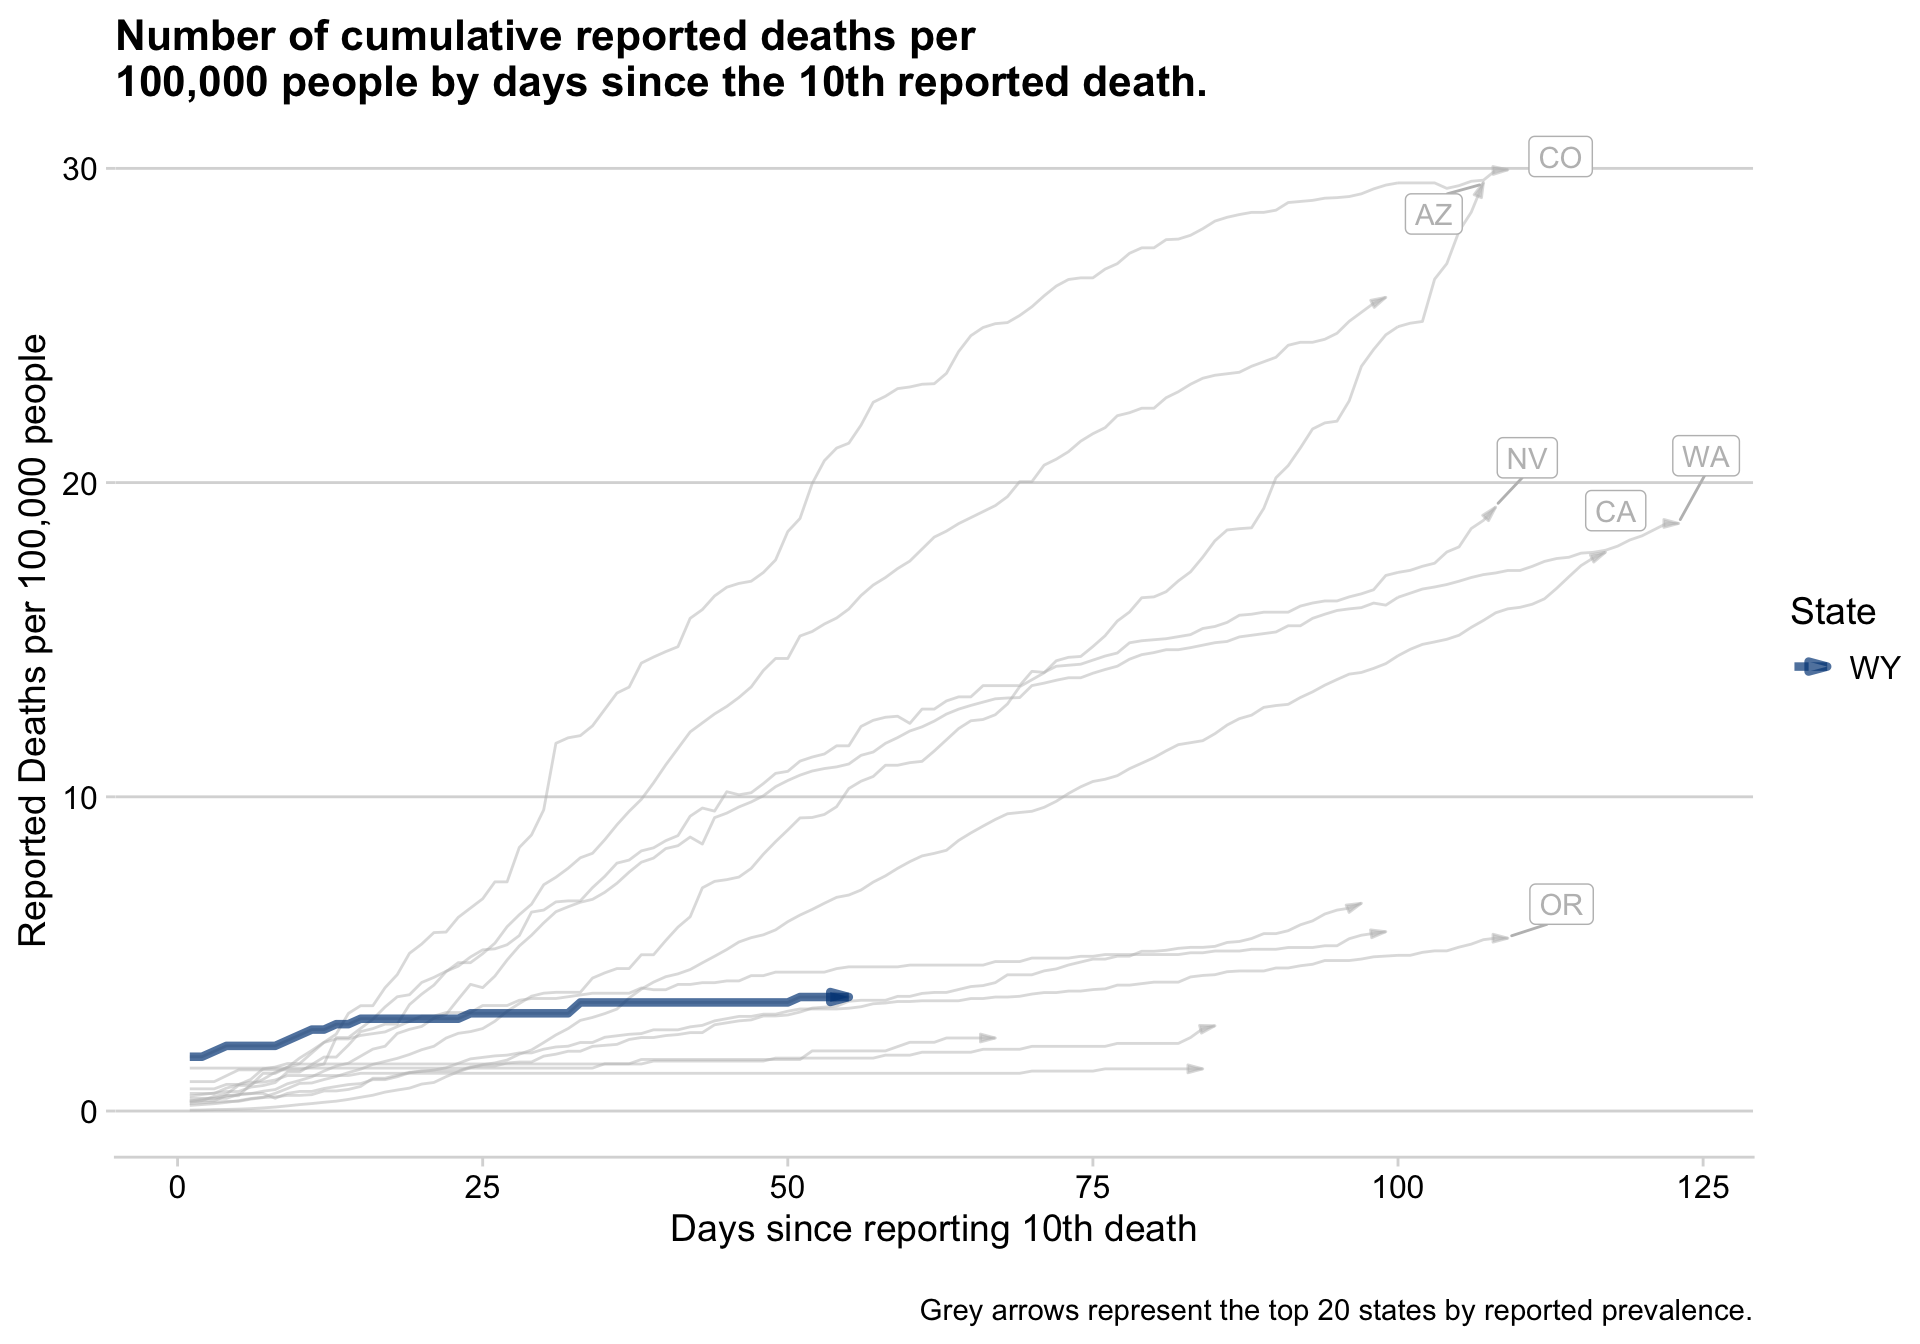 Number of cumulative reported deaths per
100,000 people by days since the 10th reported death.
Reported Deaths per 100,000 people
30
20
10
0
CO
AZ
NV
WA
CA
OR
State
WY
0 25 50 75 100 125
Days since reporting 10th death
Grey arrows represent the top 20 states by reported prevalence.